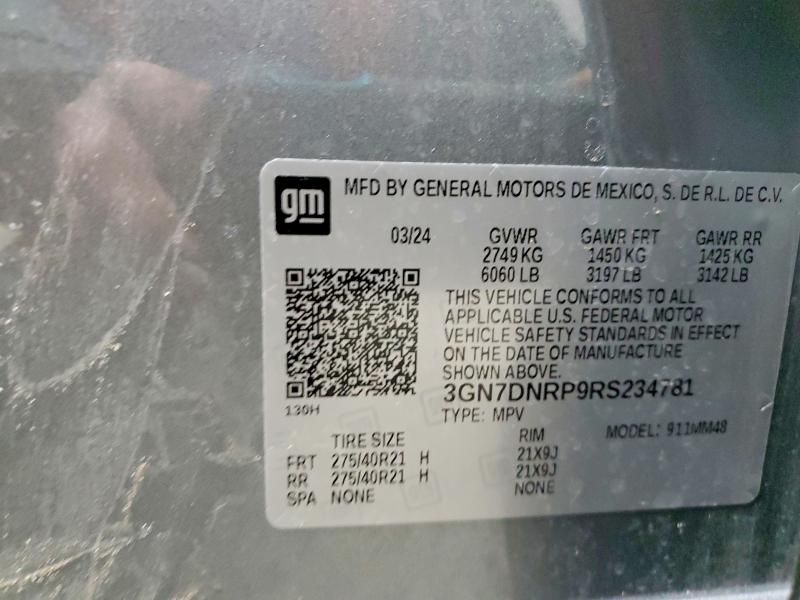 gm MFD BY GENERAL MOTORS DE MEXICO, S. DE R.L. DE C.V.
03/24 GVWR GAWR FRT GAWR RR
2749 KG 1450 KG 1425 KG
6060 LB 3197 LB 3142 LB
THIS VEHICLE CONFORMS TO ALL
APPLICABLE U.S. FEDERAL MOTOR
VEHICLE SAFETY STANDARDS IN EFFECT
ON THE DATE OF MANUFACTURE
SHOWN ABOVE.
3GN7DNRP9RS234781
130H
TYPE: MPV MODEL: 911MM48
TIRE SIZE RIM
FRT 275/40R21 H 21X9J
RR 275/40R21 H 21X9J
SPA NONE NONE